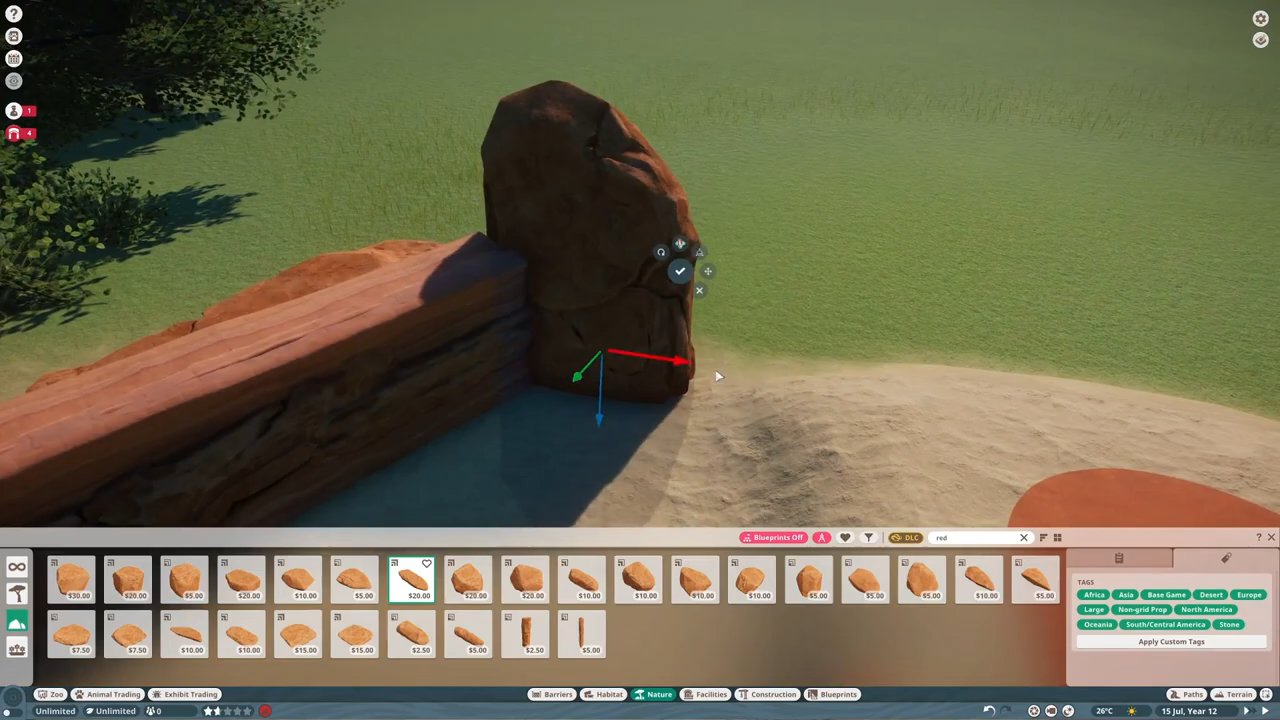 ?
1
4
Blueprints Off
DLC
red
?
$30.00 $20.00 $5.00 $20.00 $10.00 $5.00 $20.00 $20.00 $20.00 $10.00 $10.00 $10.00 $10.00 $5.00 $5.00 $5.00 $10.00 $5.00
$7.50 $7.50 $10.00 $10.00 $15.00 $15.00 $2.50 $5.00 $2.50 $5.00
TAGS
Africa Asia Base Game Desert Europe
Large Non-grid Prop North America
Oceania South/Central America Stone
Apply Custom Tags
Zoo Animal Trading Exhibit Trading Barriers Habitat Nature Facilities Construction Blueprints Paths Terrain
Unlimited Unlimited 0 26°C 15 Jul, Year 12